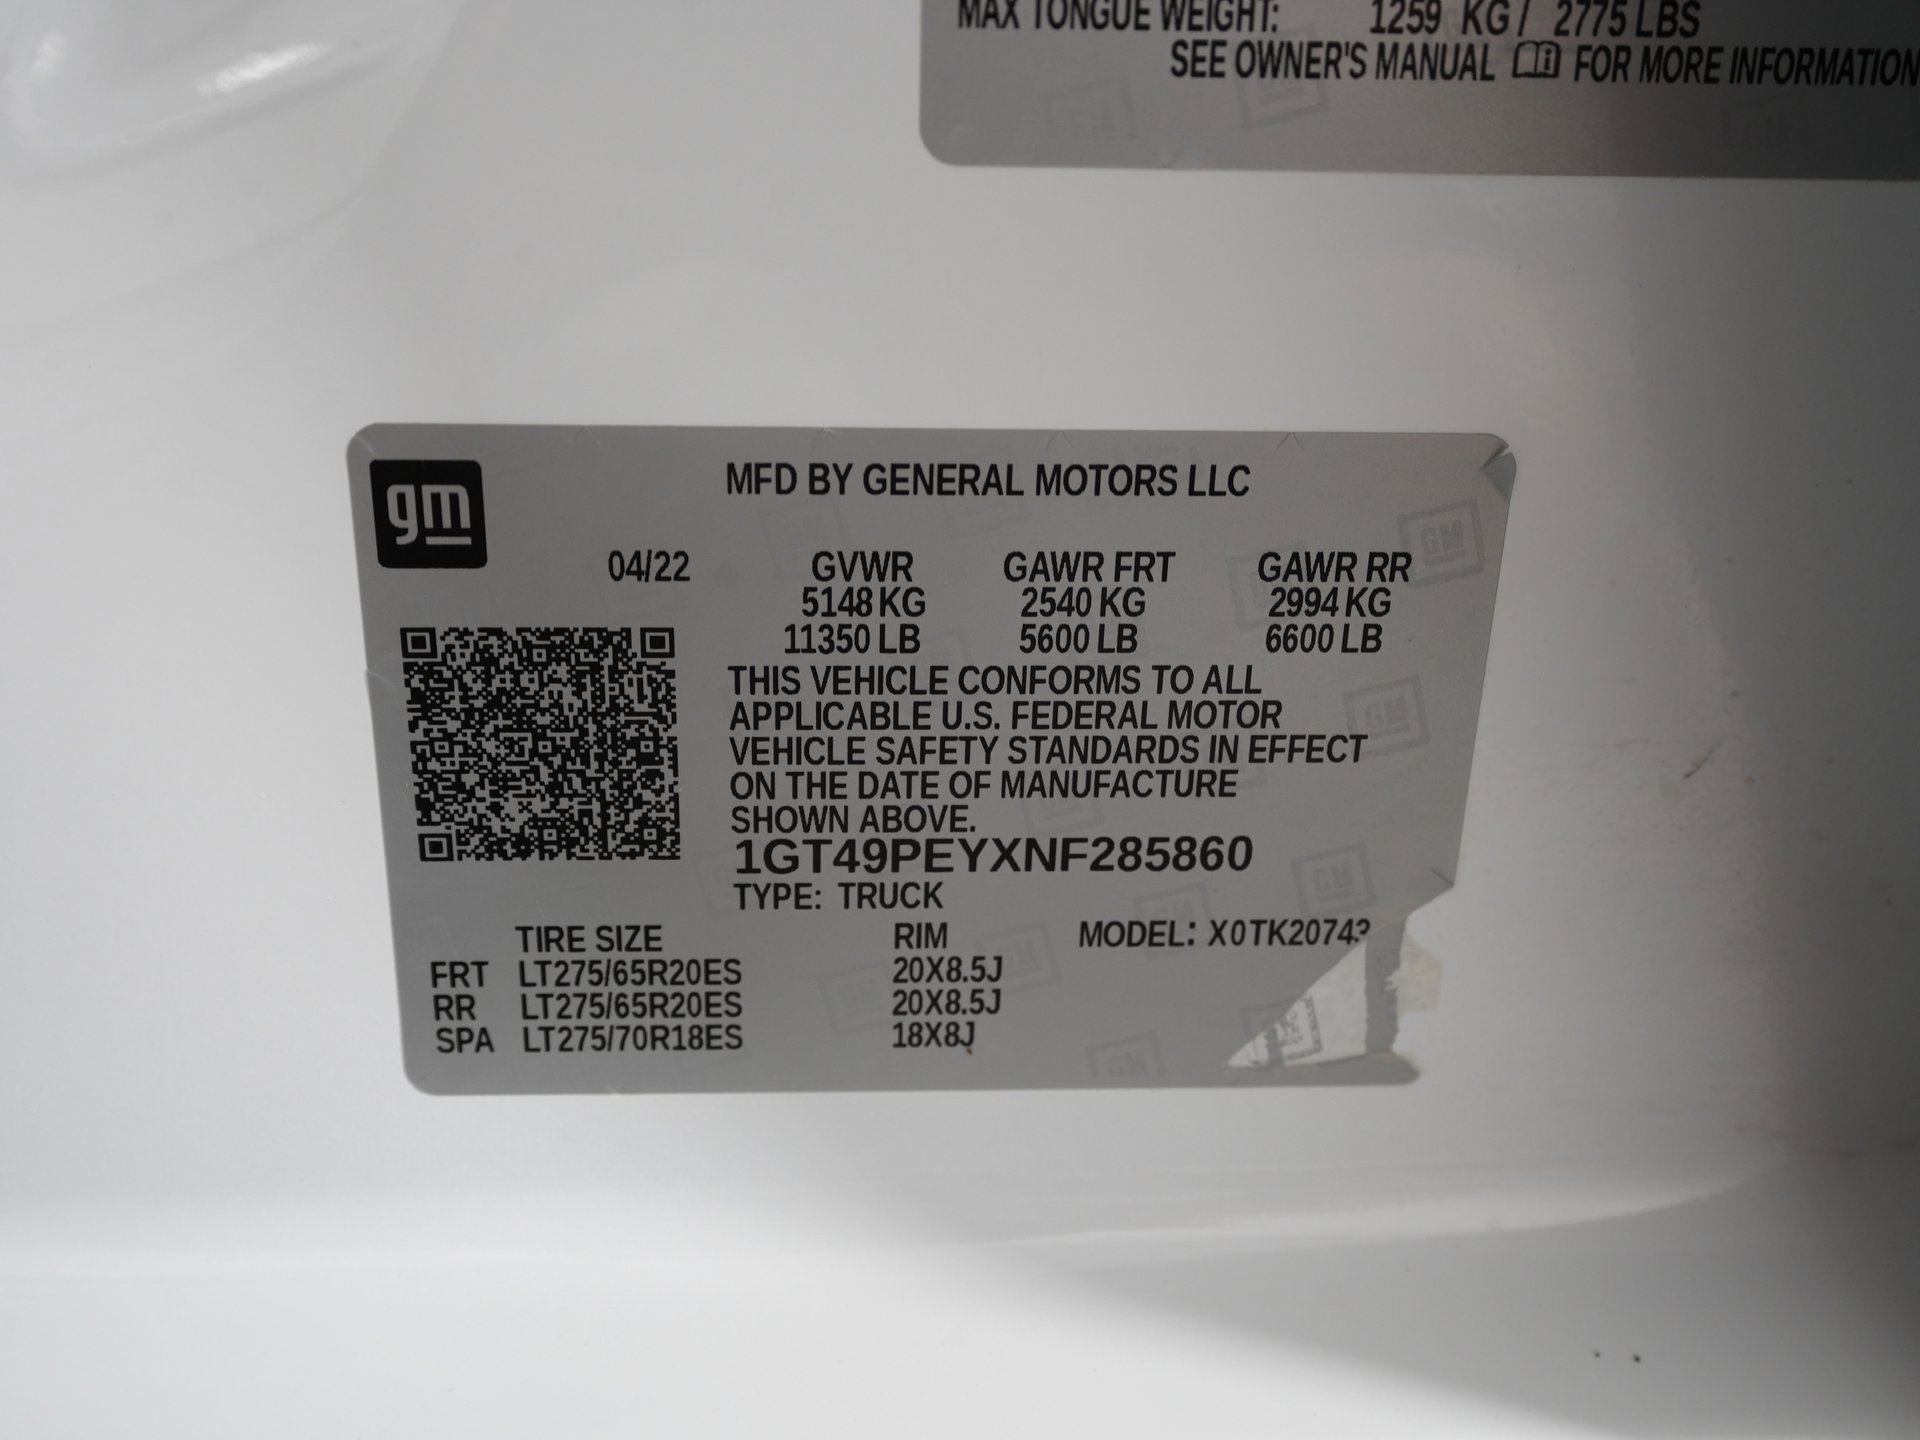 MAX TONGUE WEIGHT: 1259 KG / 2775 LBS
SEE OWNER'S MANUAL FOR MORE INFORMATION
gm
MFD BY GENERAL MOTORS LLC
04/22 GVWR GAWR FRT GAWR RR
5148 KG 2540 KG 2994 KG
11350 LB 5600 LB 6600 LB
THIS VEHICLE CONFORMS TO ALL
APPLICABLE U.S. FEDERAL MOTOR
VEHICLE SAFETY STANDARDS IN EFFECT
ON THE DATE OF MANUFACTURE
SHOWN ABOVE.
1GT49PEYXNF285860
TYPE: TRUCK
TIRE SIZE RIM MODEL: X0TK20743
FRT LT275/65R20ES 20X8.5J
RR LT275/65R20ES 20X8.5J
SPA LT275/70R18ES 18X8J